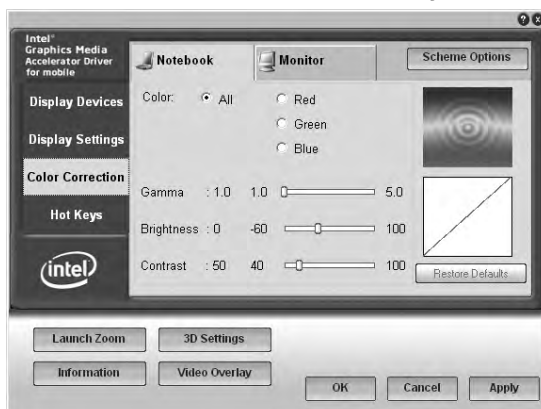 Intel®
Graphics Media
Accelerator Driver
for mobile
Notebook
Monitor
Scheme Options
Display Devices
Display Settings
Color Correction
Hot Keys
intel
Color: All Red
Green
Blue
Gamma : 1.0 1.0 5.0
Brightness : 0 -60 100
Contrast : 50 40 100
Restore Defaults
Launch Zoom 3D Settings
Information Video Overlay
OK Cancel Apply